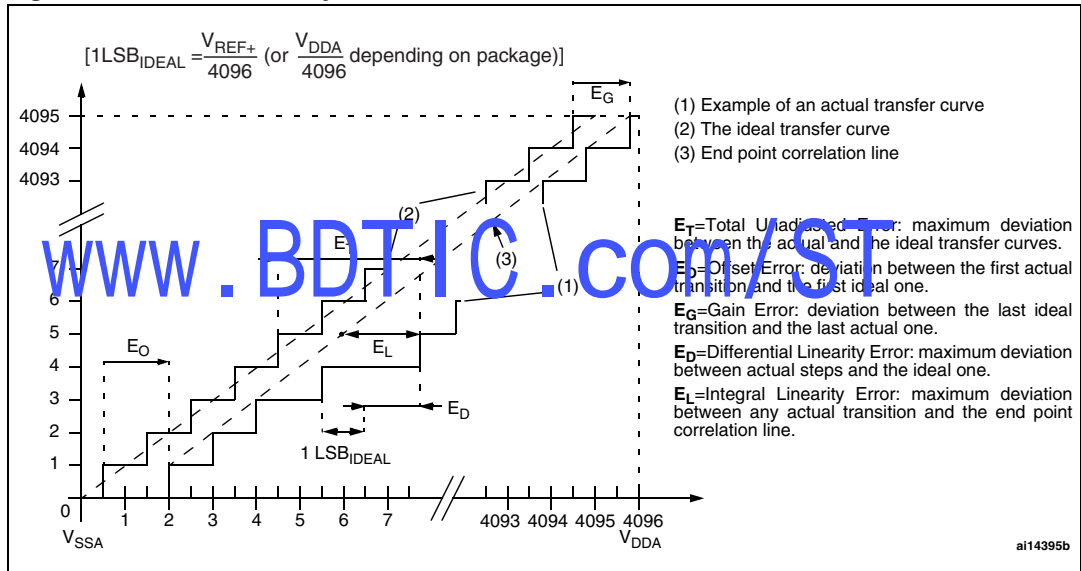 [1LSBIDEAL = VREF+ / 4096 (or VDDA / 4096 depending on package)]
EG
4095
4094
4093
(1) Example of an actual transfer curve
(2) The ideal transfer curve
(3) End point correlation line
(2)
ET=Total Unadjusted Error: maximum deviation
between the actual and the ideal transfer curves.
www.BDTIC.com/ST
7
(3)
(1)
EO=Offset Error: deviation between the first actual
transition and the first ideal one.
6
5
EL
EG=Gain Error: deviation between the last ideal
transition and the last actual one.
EO
4
ED=Differential Linearity Error: maximum deviation
between actual steps and the ideal one.
3
ED
EL=Integral Linearity Error: maximum deviation
between any actual transition and the end point
correlation line.
2
1 LSBIDEAL
1
0
1 2 3 4 5 6 7 4093 4094 4095 4096
VSSA VDDA
ai14395b